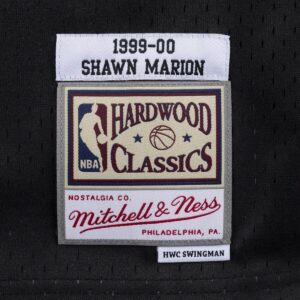 1999-00
SHAWN MARION
HARDWOOD
NBA
CLASSICS
NOSTALGIA CO.
Mitchell & Ness
PHILADELPHIA, PA.
HWC SWINGMAN